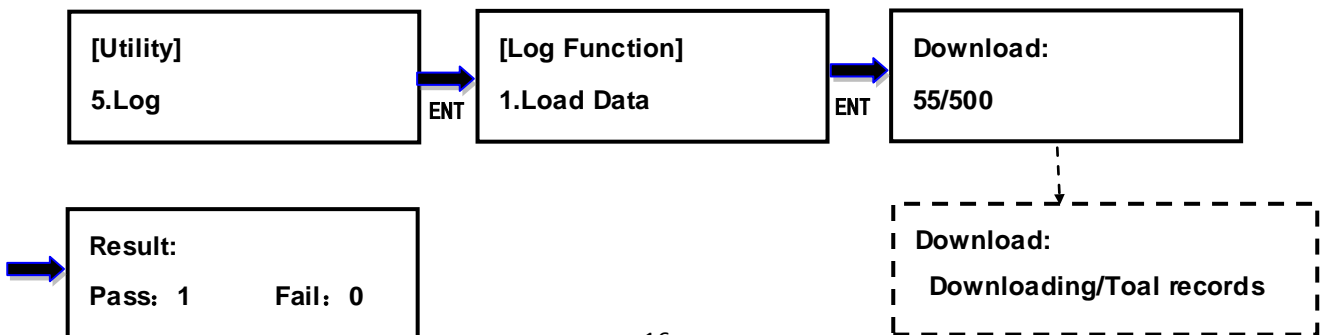 [Utility]
5.Log
ENT
[Log Function]
1.Load Data
ENT
Download:
55/500
Result:
Pass：1 Fail：0
Download:
Downloading/Toal records